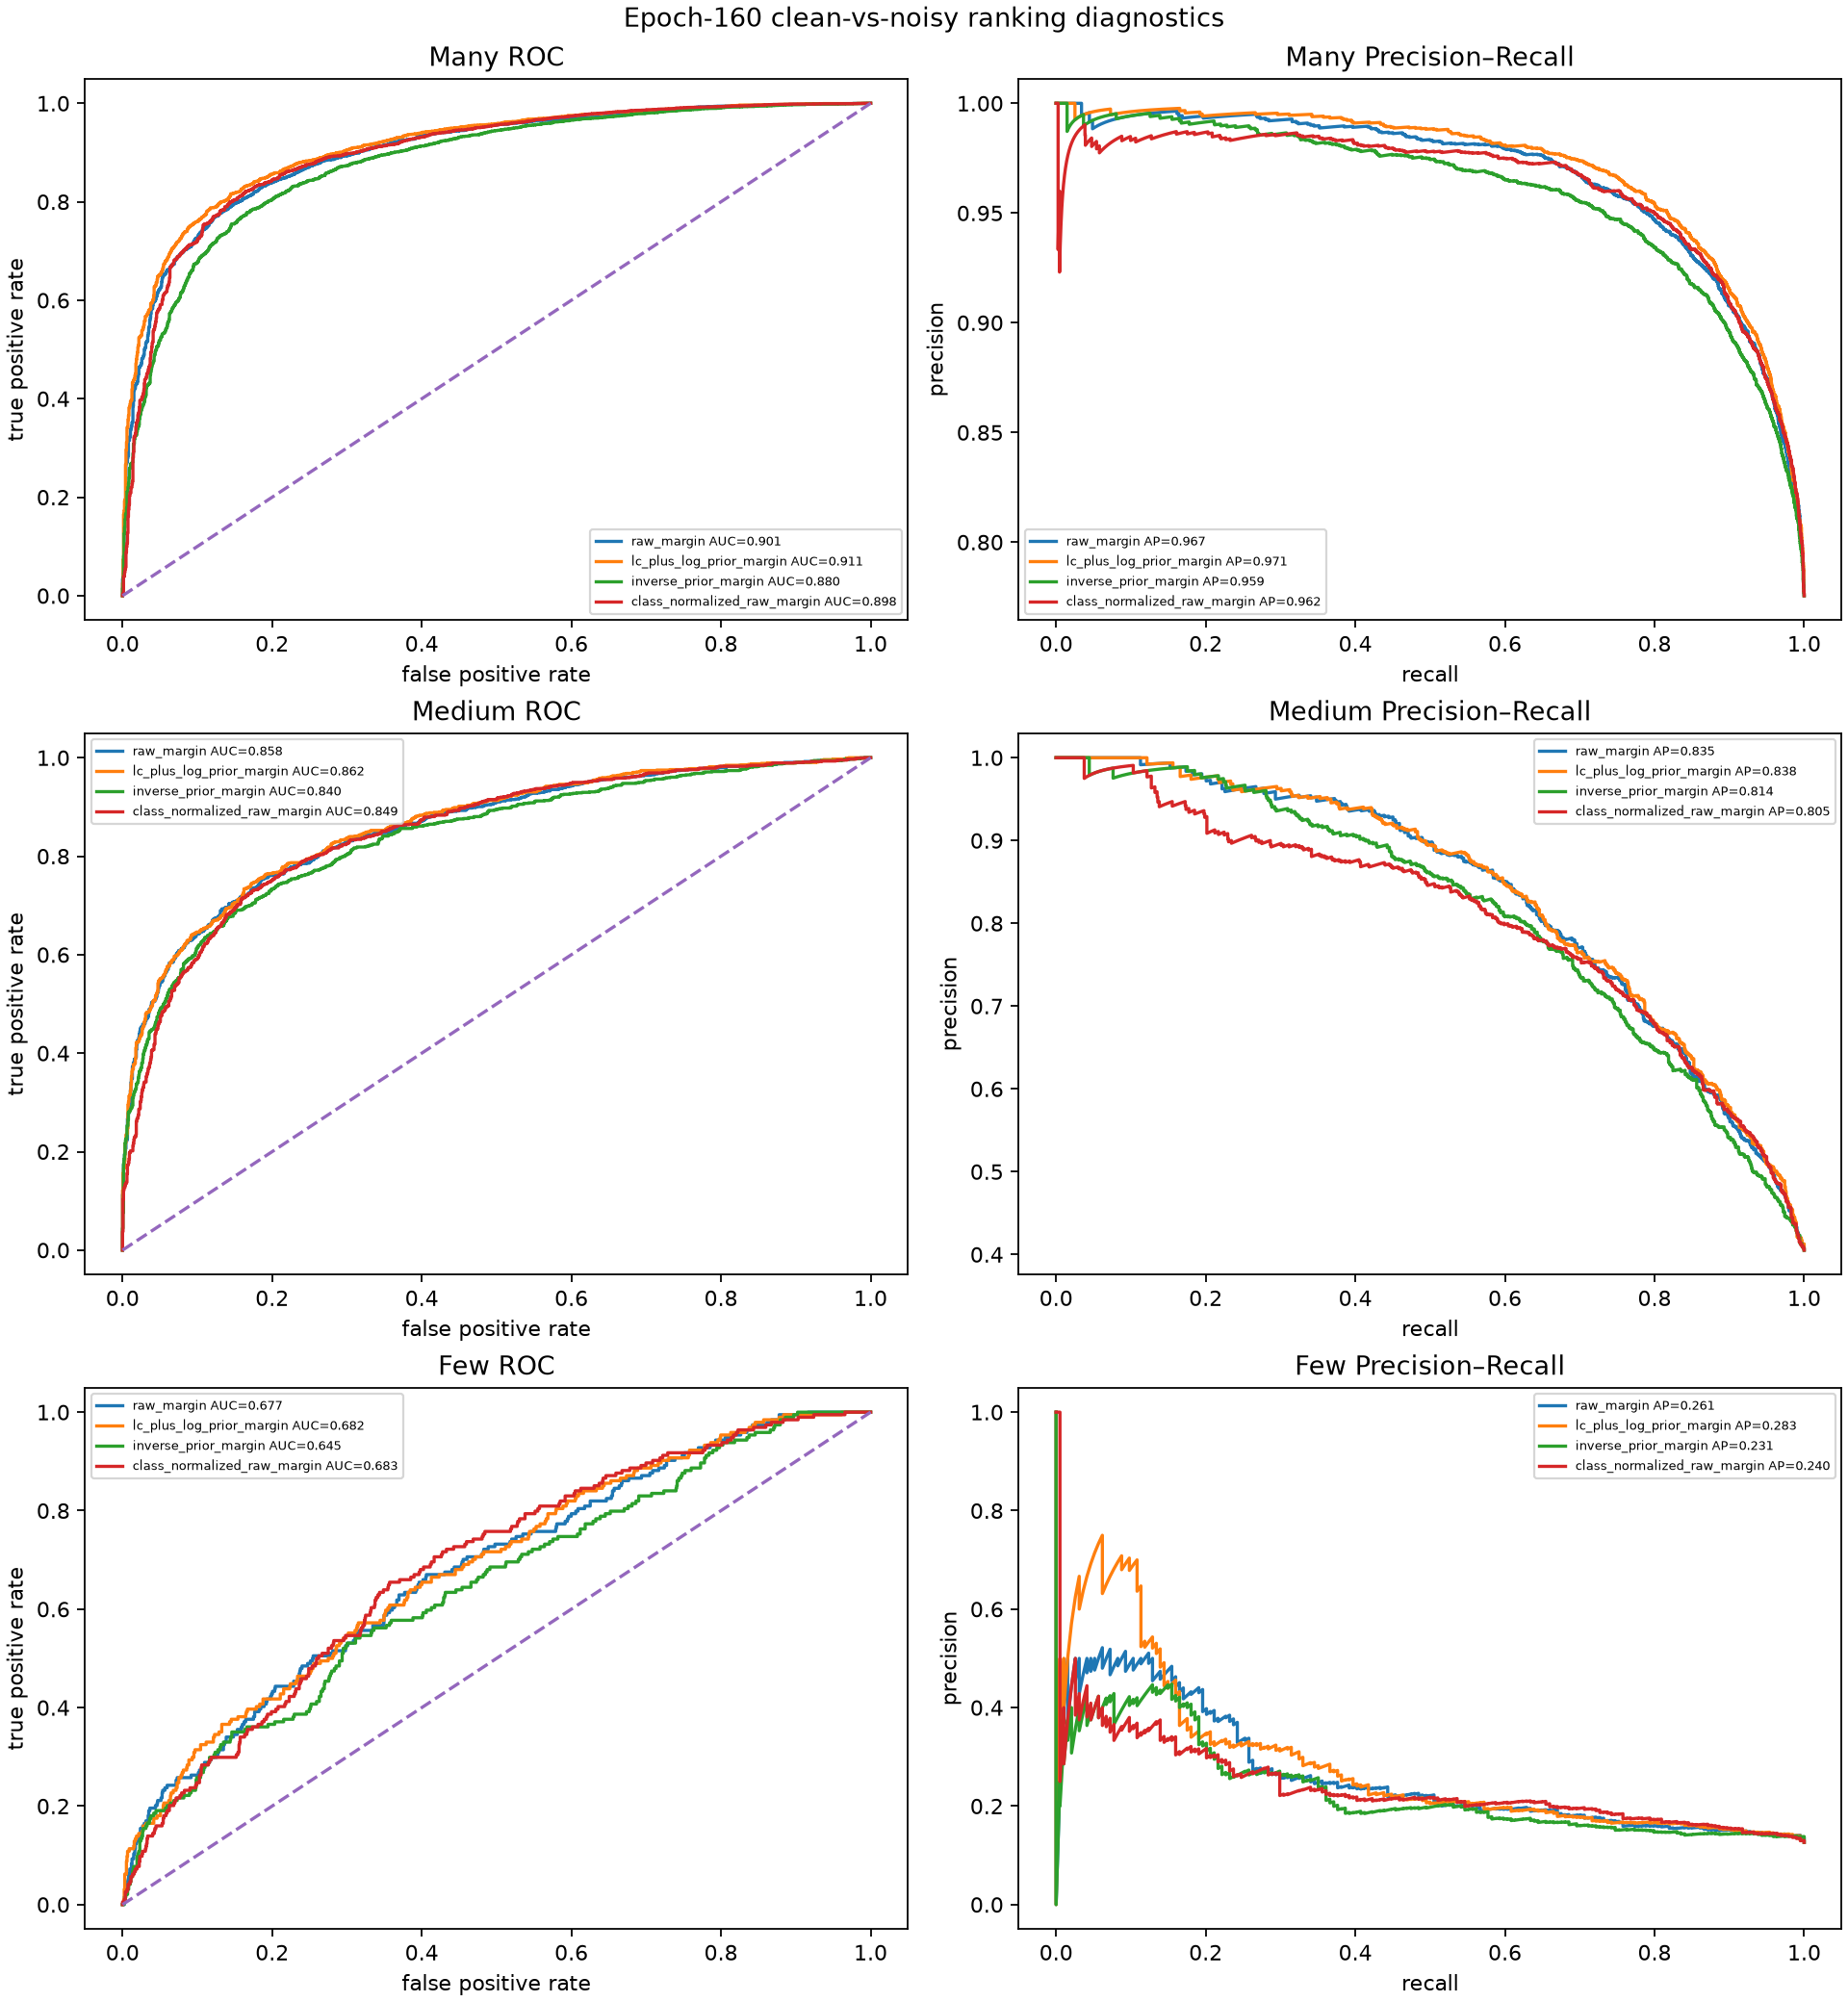 Epoch-160 clean-vs-noisy ranking diagnostics
Many ROC
true positive rate
1.0
0.8
0.6
0.4
0.2
0.0
raw_margin AUC=0.901
lc_plus_log_prior_margin AUC=0.911
inverse_prior_margin AUC=0.880
class_normalized_raw_margin AUC=0.898
0.0 0.2 0.4 0.6 0.8 1.0
false positive rate
Many Precision–Recall
precision
1.00
0.95
0.90
0.85
0.80
raw_margin AP=0.967
lc_plus_log_prior_margin AP=0.971
inverse_prior_margin AP=0.959
class_normalized_raw_margin AP=0.962
0.0 0.2 0.4 0.6 0.8 1.0
recall
Medium ROC
true positive rate
1.0
0.8
0.6
0.4
0.2
0.0
raw_margin AUC=0.858
lc_plus_log_prior_margin AUC=0.862
inverse_prior_margin AUC=0.840
class_normalized_raw_margin AUC=0.849
0.0 0.2 0.4 0.6 0.8 1.0
false positive rate
Medium Precision–Recall
precision
1.0
0.9
0.8
0.7
0.6
0.5
0.4
raw_margin AP=0.835
lc_plus_log_prior_margin AP=0.838
inverse_prior_margin AP=0.814
class_normalized_raw_margin AP=0.805
0.0 0.2 0.4 0.6 0.8 1.0
recall
Few ROC
true positive rate
1.0
0.8
0.6
0.4
0.2
0.0
raw_margin AUC=0.677
lc_plus_log_prior_margin AUC=0.682
inverse_prior_margin AUC=0.645
class_normalized_raw_margin AUC=0.683
0.0 0.2 0.4 0.6 0.8 1.0
false positive rate
Few Precision–Recall
precision
1.0
0.8
0.6
0.4
0.2
0.0
raw_margin AP=0.261
lc_plus_log_prior_margin AP=0.283
inverse_prior_margin AP=0.231
class_normalized_raw_margin AP=0.240
0.0 0.2 0.4 0.6 0.8 1.0
recall